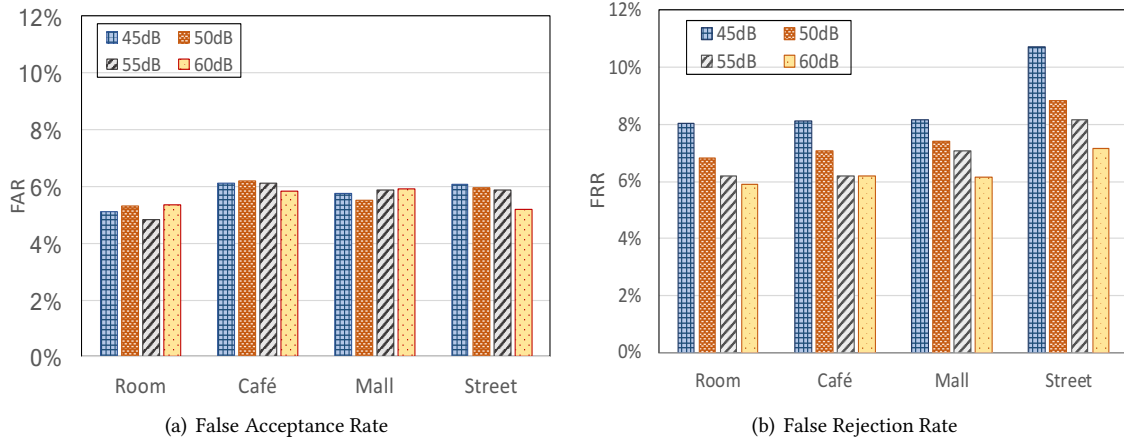 12%
10%
8%
6%
4%
2%
0%
FAR
45dB 50dB
55dB 60dB
Room Café Mall Street
(a) False Acceptance Rate
12%
10%
8%
6%
4%
2%
0%
FRR
45dB 50dB
55dB 60dB
Room Café Mall Street
(b) False Rejection Rate